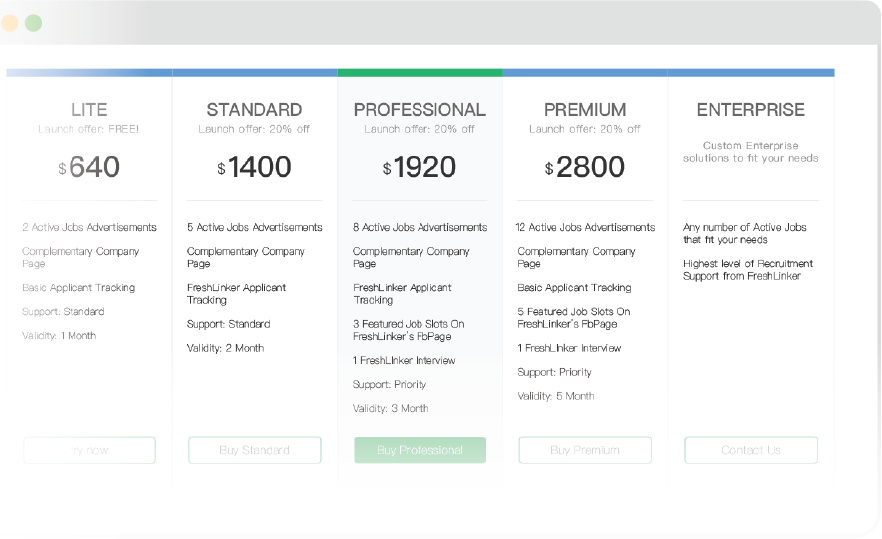 LITE
Launch offer: FREE!
$640
2 Active Jobs Advertisements
Complementary Company
Page
Basic Applicant Tracking
Support: Standard
Validity: 1 Month
now
STANDARD
Launch offer: 20% off
$1400
5 Active Jobs Advertisements
Complementary Company
Page
FreshLinker Applicant
Tracking
Support: Standard
Validity: 2 Month
Buy Standard
PROFESSIONAL
Launch offer: 20% off
$1920
8 Active Jobs Advertisements
Complementary Company
Page
FreshLinker Applicant
Tracking
3 Featured Job Slots On
FreshLinker's FbPage
1 FreshLInker Interview
Support: Priority
Validity: 3 Month
Buy Professional
PREMIUM
Launch offer: 20% off
$2800
12 Active Jobs Advertisements
Complementary Company
Page
Basic Applicant Tracking
5 Featured Job Slots On
FreshLinker's FbPage
1 FreshLInker Interview
Support: Priority
Validity: 5 Month
Buy Premium
ENTERPRISE
Custom Enterprise
solutions to fit your needs
Any number of Active Jobs
that fit your needs
Highest level of Recruitment
Support from FreshLinker
Contact Us